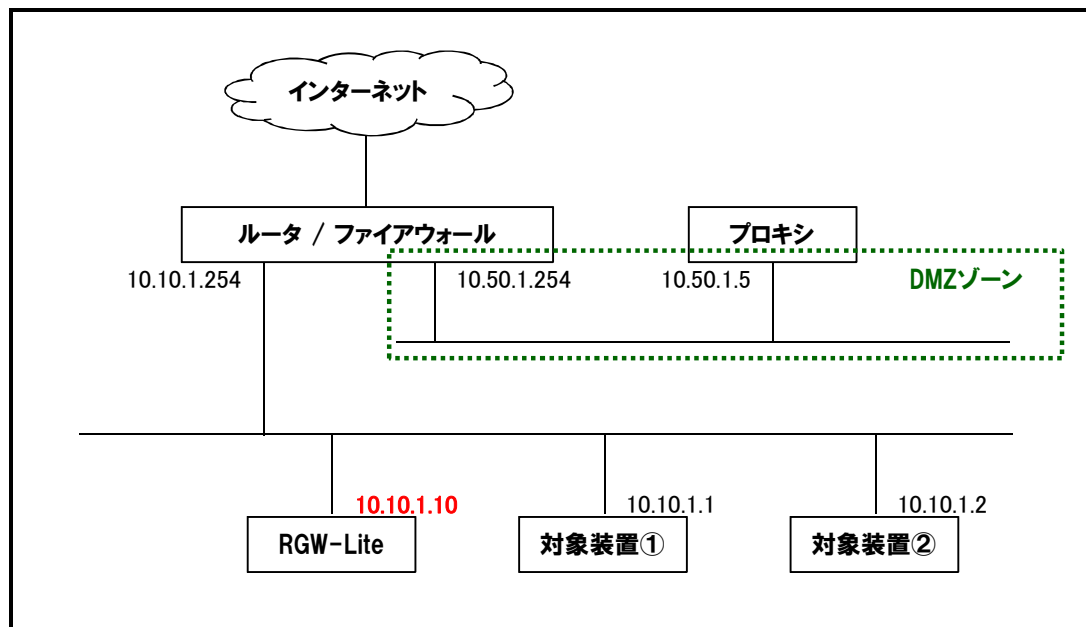 インターネット
ルータ / ファイアウォール
プロキシ
10.10.1.254
10.50.1.254
10.50.1.5
DMZゾーン
10.10.1.10
10.10.1.1
10.10.1.2
RGW-Lite
対象装置①
対象装置②